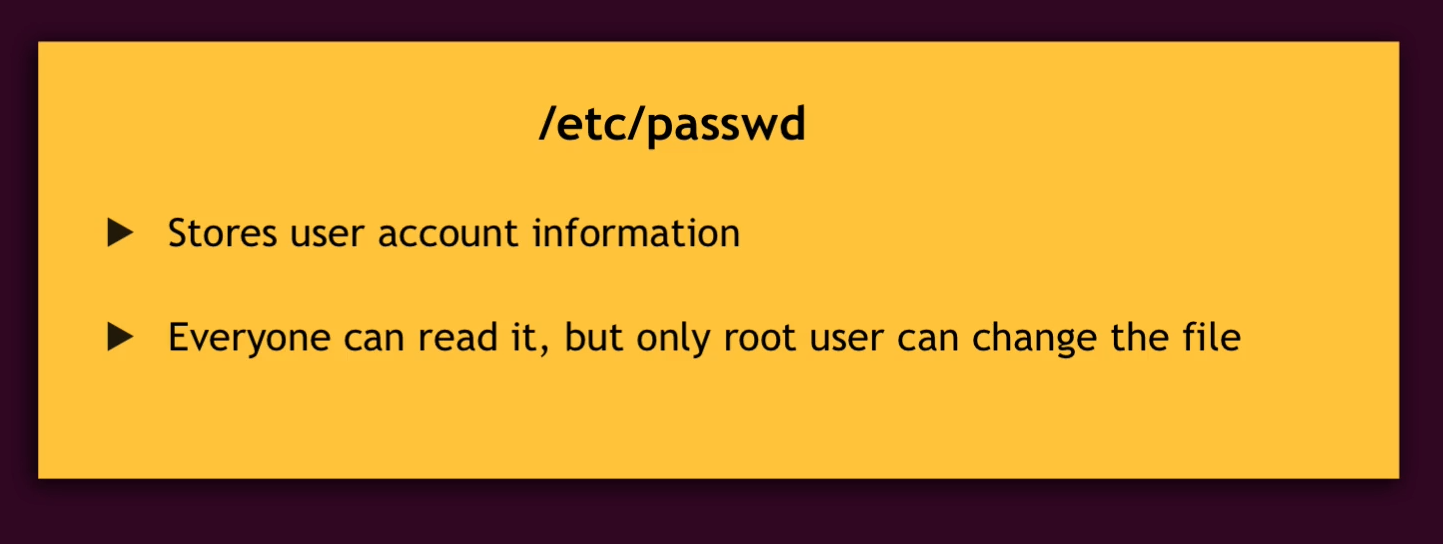 /etc/passwd
Stores user account information
Everyone can read it, but only root user can change the file